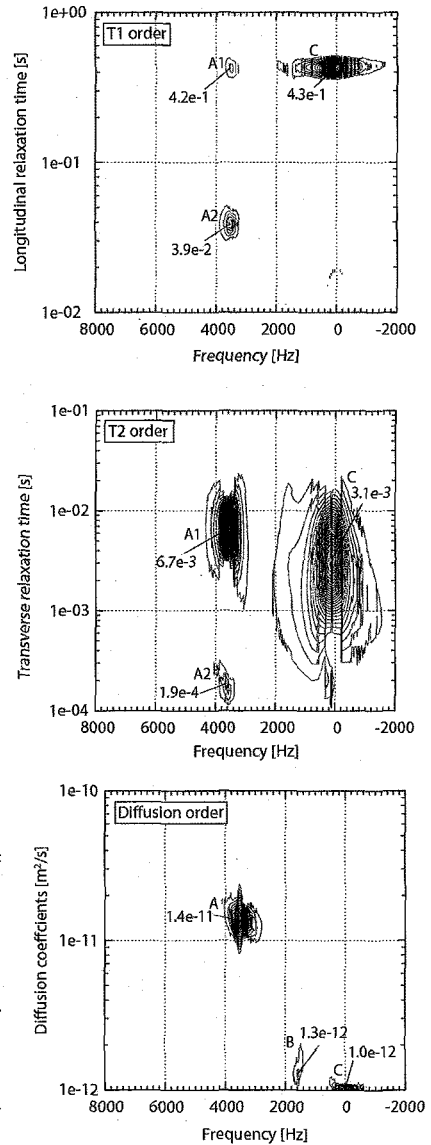 T1 order
Longitudinal relaxation time [s]
1e+00
1e-01
1e-02
A1
4.2e-1
C
4.3e-1
A2
3.9e-2
8000 6000 4000 2000 0 -2000
Frequency [Hz]
T2 order
Transverse relaxation time [s]
1e-01
1e-02
1e-03
1e-04
A1
6.7e-3
C
3.1e-3
A2
1.9e-4
8000 6000 4000 2000 0 -2000
Frequency [Hz]
Diffusion order
Diffusion coeffcients [m²/s]
1e-10
1e-11
1e-12
A
1.4e-11
B
1.3e-12
C
1.0e-12
8000 6000 4000 2000 0 -2000
Frequency [Hz]